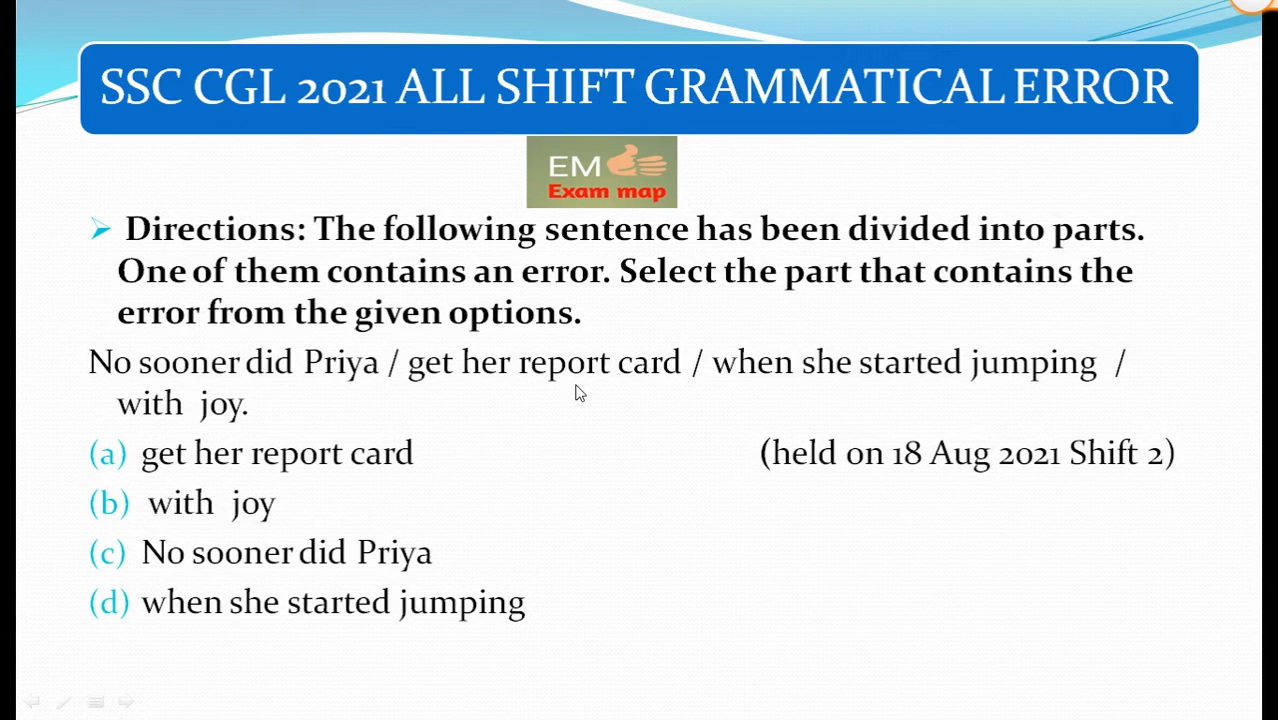 SSC CGL 2021 ALL SHIFT GRAMMATICAL ERROR
EM
Exam map
Directions: The following sentence has been divided into parts.
One of them contains an error. Select the part that contains the
error from the given options.
No sooner did Priya / get her report card / when she started jumping /
with joy.
(a) get her report card (held on 18 Aug 2021 Shift 2)
(b) with joy
(c) No sooner did Priya
(d) when she started jumping